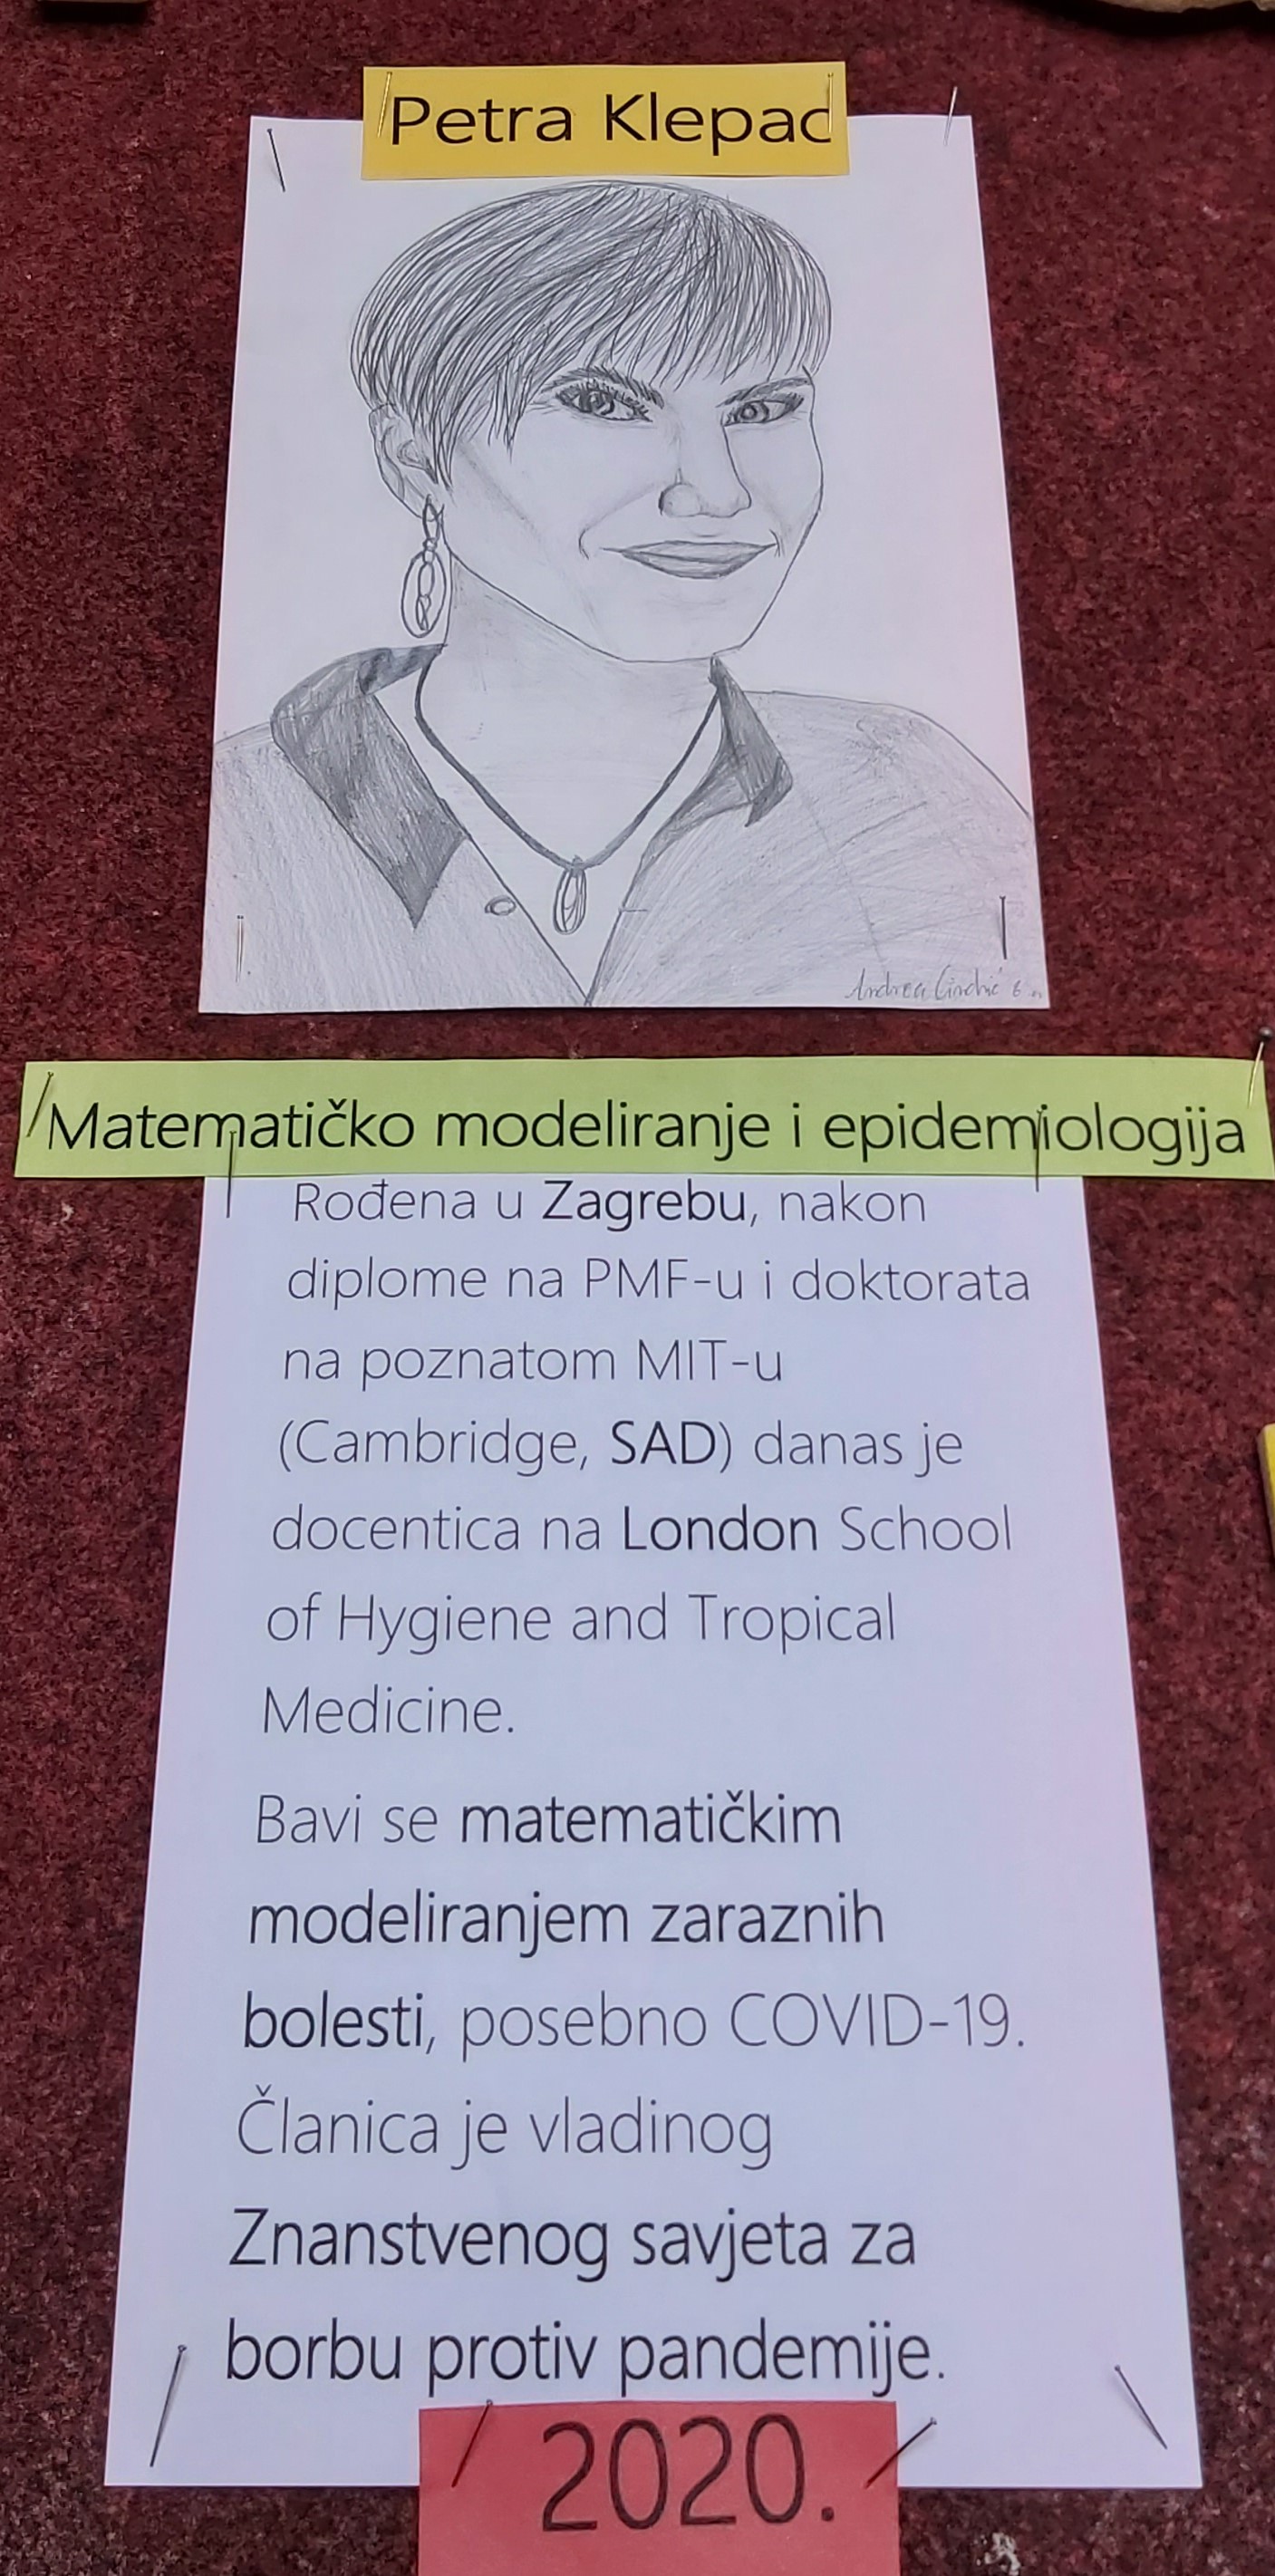 Petra Klepac
Andrea
Matematičko modeliranje i epidemiologija
Rođena u Zagrebu, nakon
diplome na PMF-u i doktorata
na poznatom MIT-u
(Cambridge, SAD) danas je
docentica na London School
of Hygiene and Tropical
Medicine.
Bavi se matematičkim
modeliranjem zaraznih
bolesti, posebno COVID-19.
Članica je vladinog
Znanstvenog savjeta za
borbu protiv pandemije.
2020.